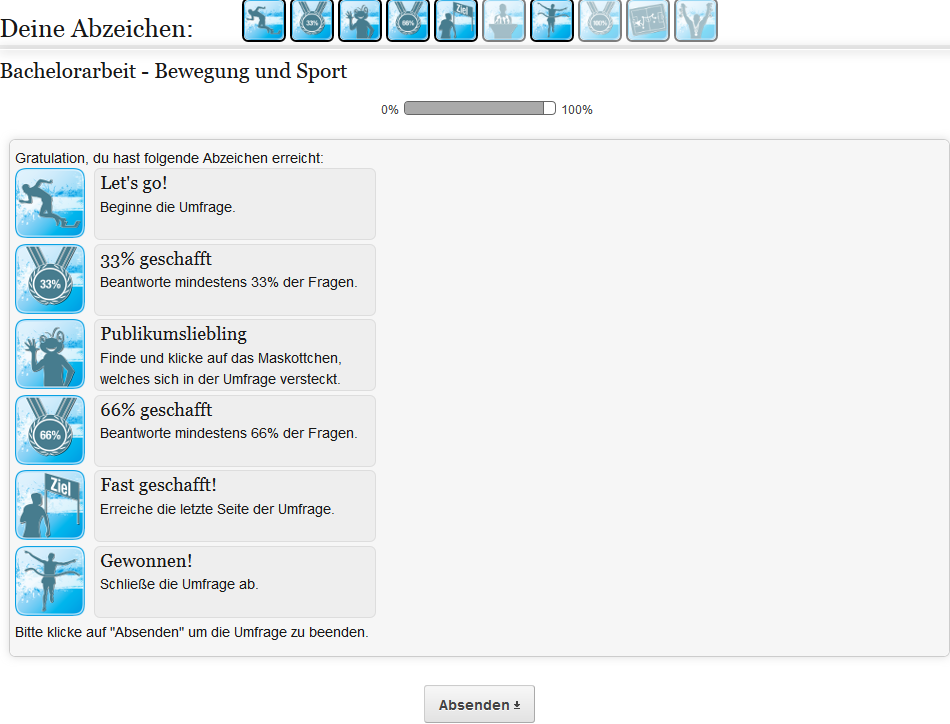 Deine Abzeichen:
33%
66%
Ziel
100%
Bachelorarbeit - Bewegung und Sport
0%
100%
Gratulation, du hast folgende Abzeichen erreicht:
Let's go!
Beginne die Umfrage.
33% geschafft
33%
Beantworte mindestens 33% der Fragen.
Publikumsliebling
Finde und klicke auf das Maskottchen,
welches sich in der Umfrage versteckt.
66% geschafft
66%
Beantworte mindestens 66% der Fragen.
Ziel
Fast geschafft!
Erreiche die letzte Seite der Umfrage.
Gewonnen!
Schließe die Umfrage ab.
Bitte klicke auf "Absenden" um die Umfrage zu beenden.
Absenden